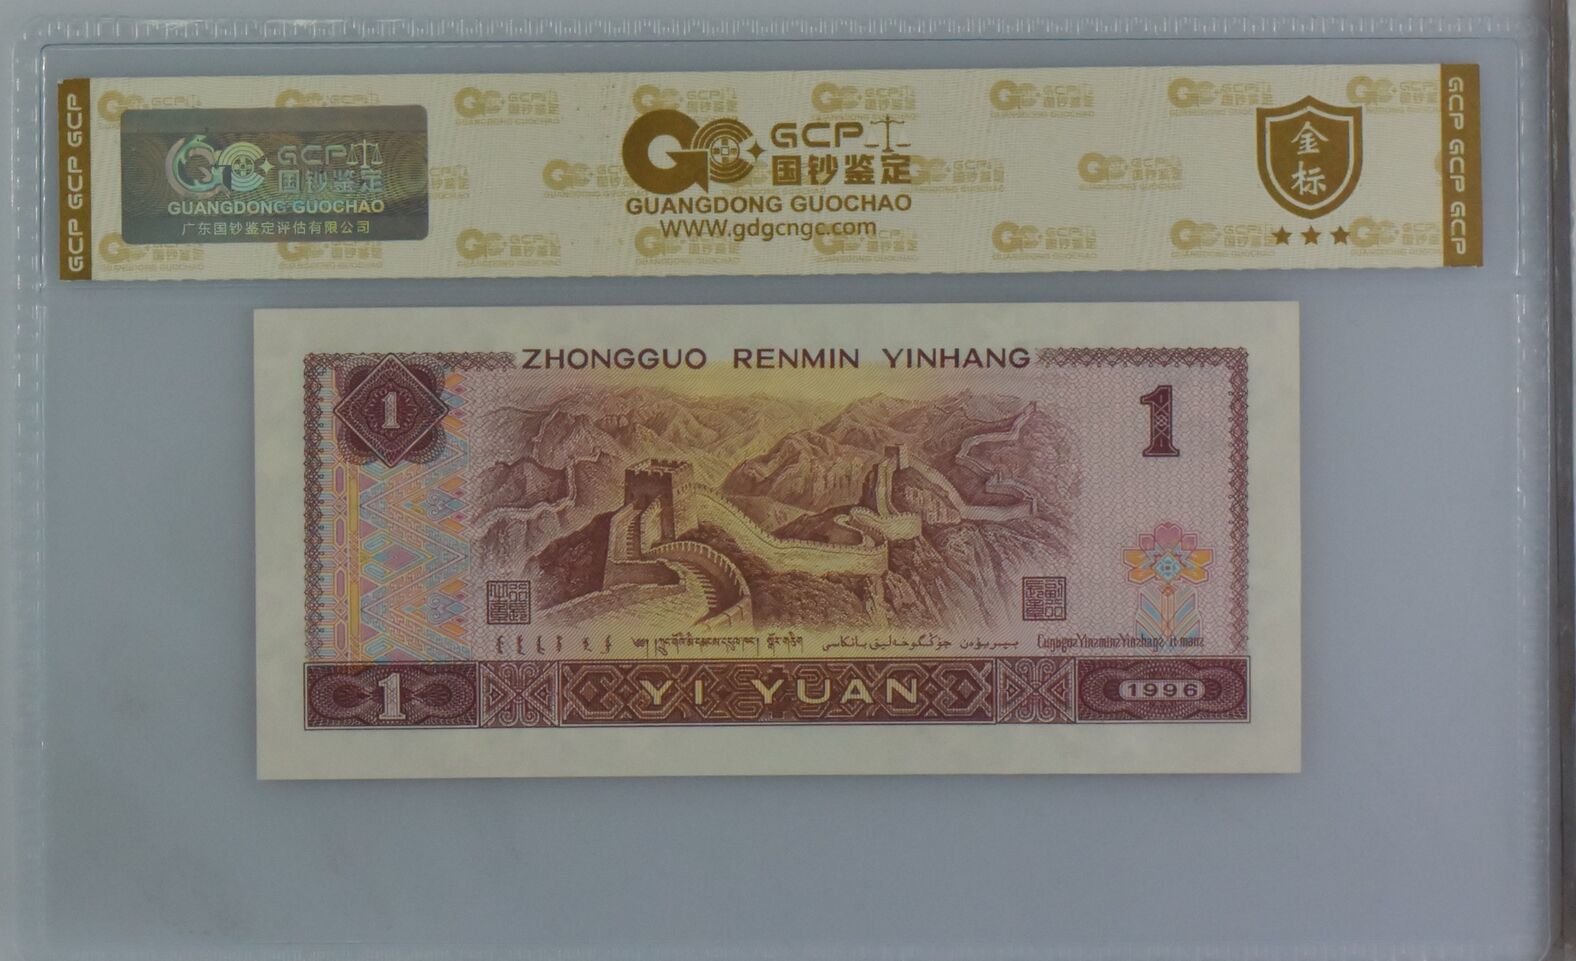 GCP GCP GCP
GCP
国钞鉴定
GUANGDONG GUOCHAO
广东国钞鉴定评估有限公司
GCP
国钞鉴定
GUANGDONG GUOCHAO
www.gdgcngc.com
金标
GCP GCP GCP
ZHONGGUO RENMIN YINHANG
1
1
1
YI YUAN
1996